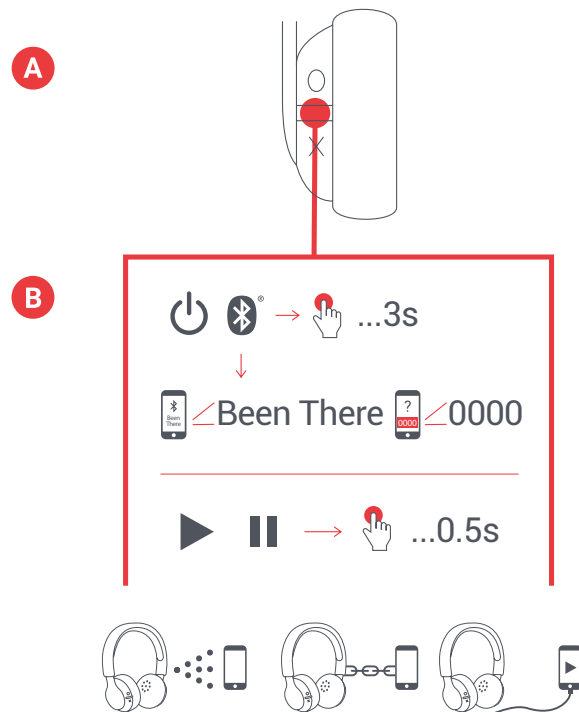 A
B
®
...3s
Been
There
Been There
?
0000
0000
...0.5s